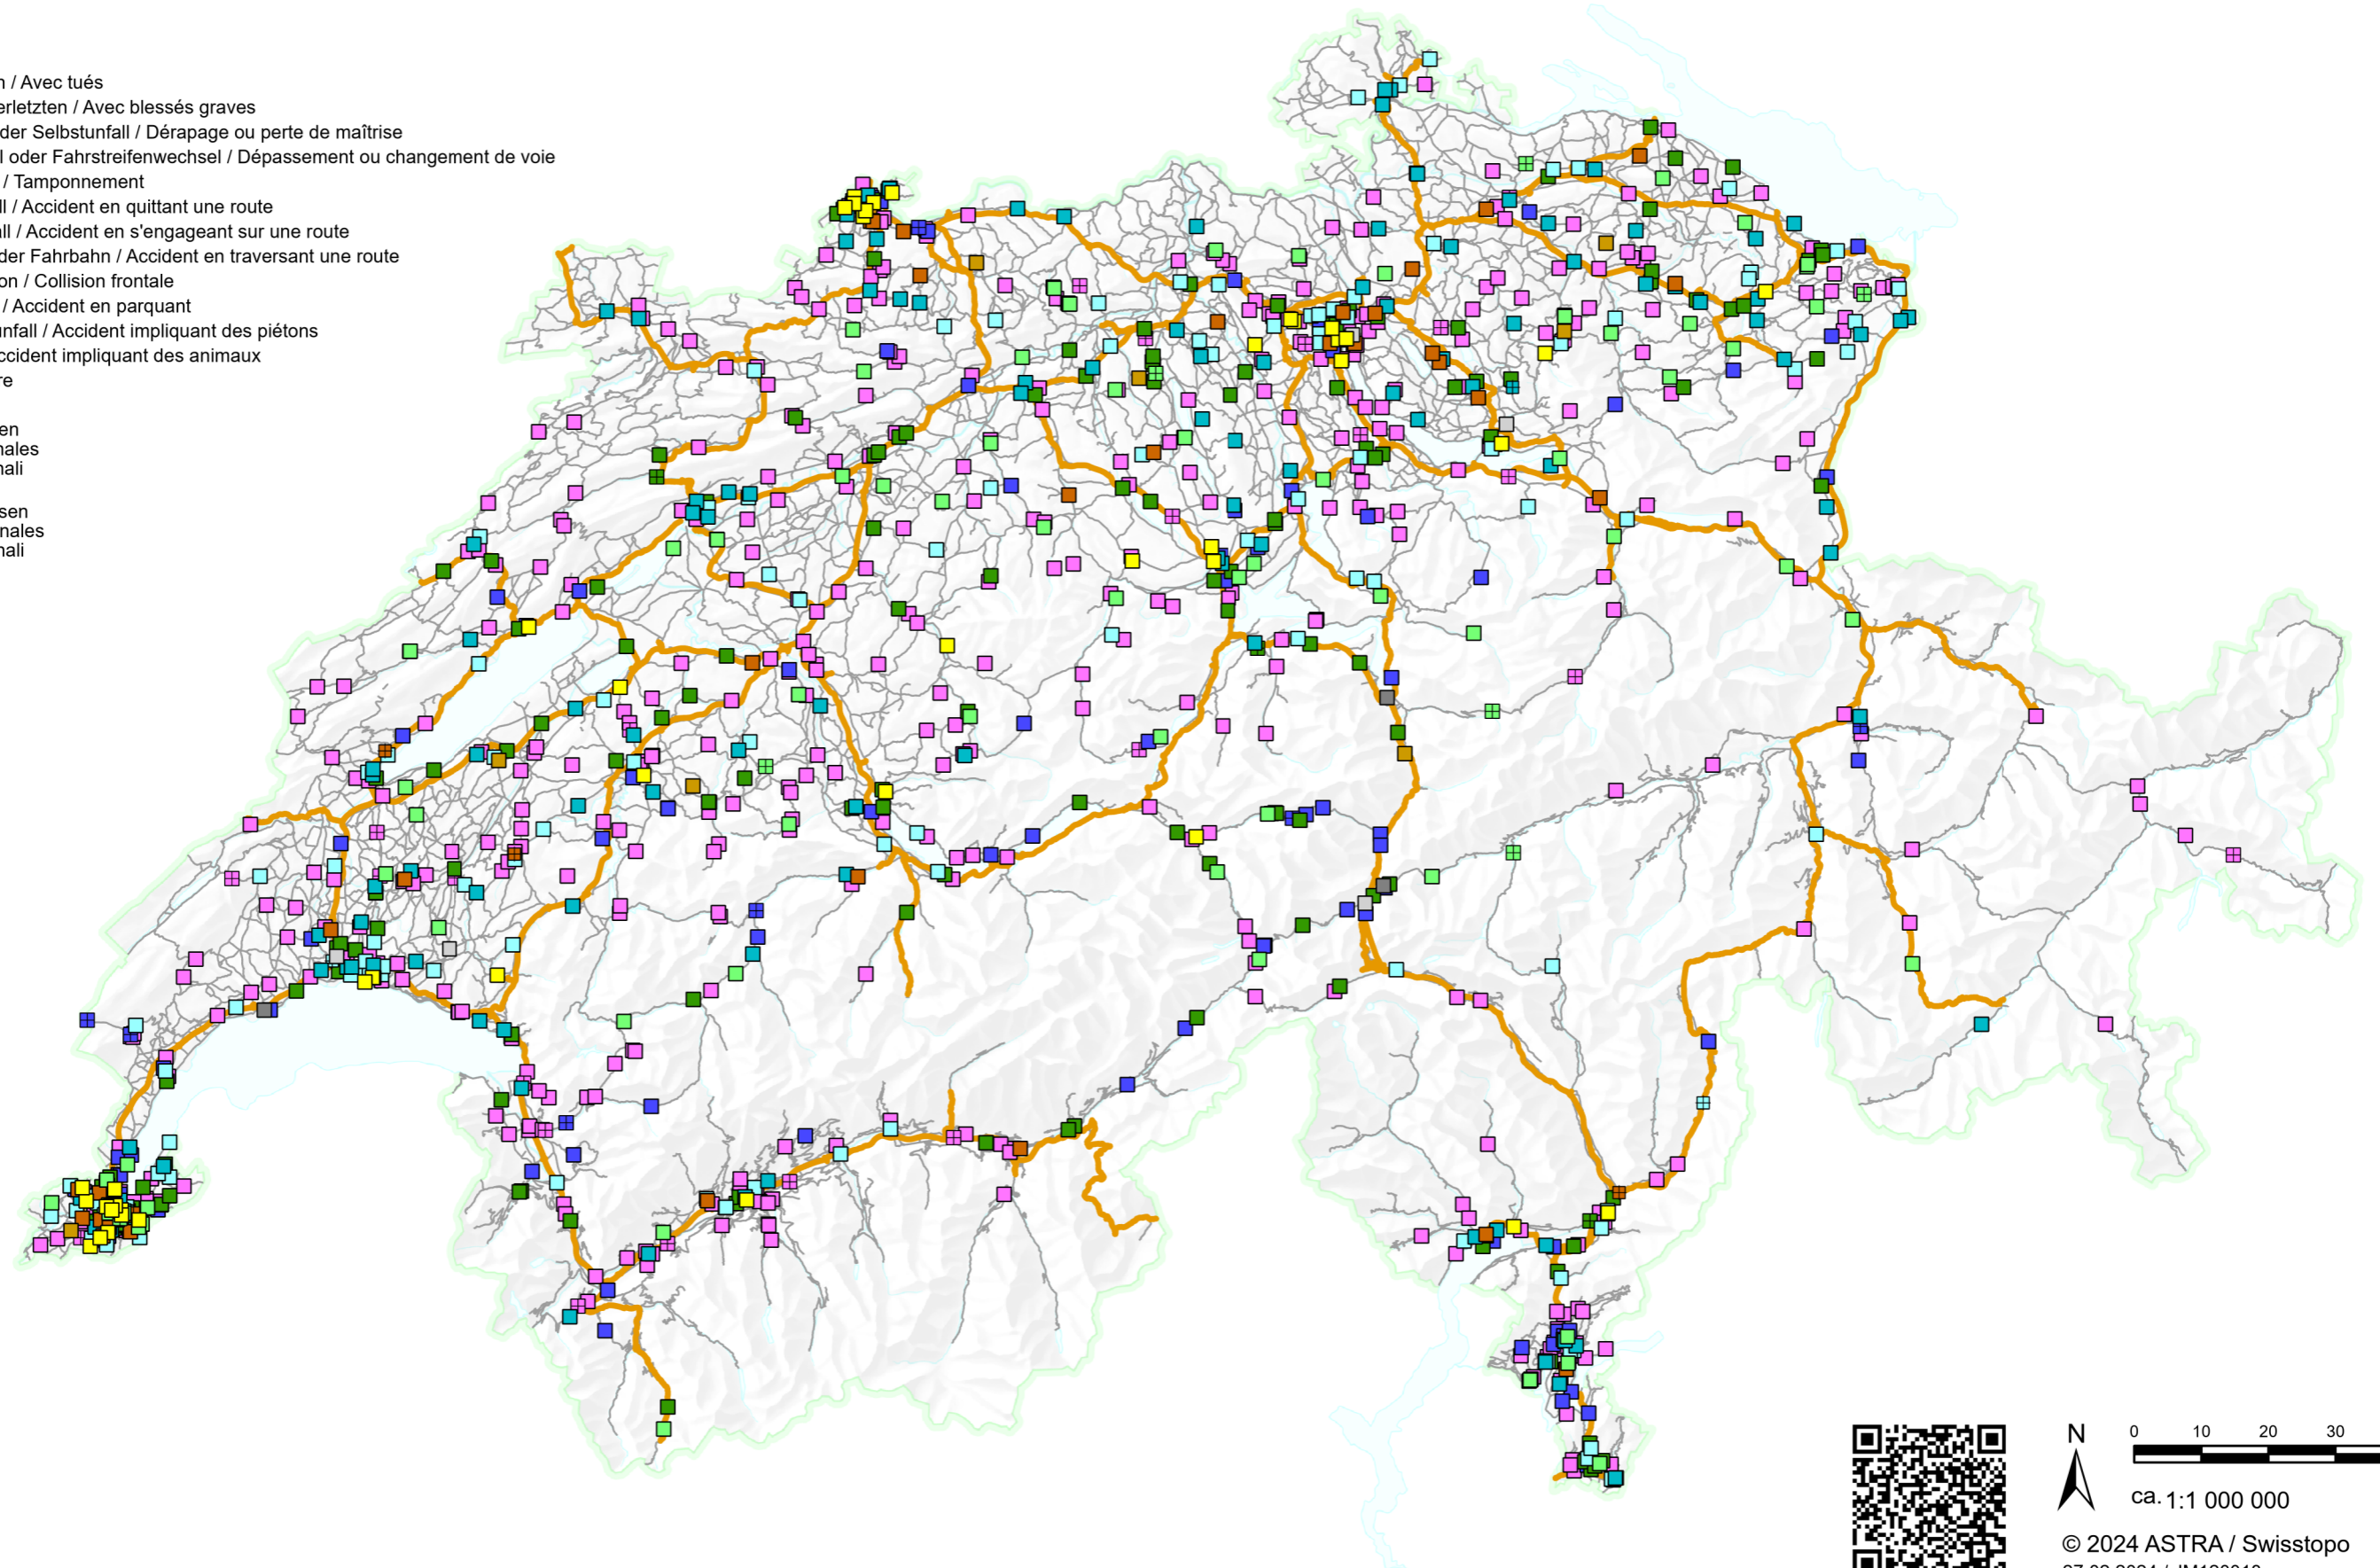 n / Avec tués
erletzten / Avec blessés graves
der Selbstunfall / Dérapage ou perte de maîtrise
l oder Fahrstreifenwechsel / Dépassement ou changement de voie
/ Tamponnement
ll / Accident en quittant une route
all / Accident en s'engageant sur une route
der Fahrbahn / Accident en traversant une route
on / Collision frontale
/ Accident en parquant
unfall / Accident impliquant des piétons
ccident impliquant des animaux
re
en
nales
nali
sen
nales
nali
N
0 10 20 30
ca. 1:1 000 000
© 2024 ASTRA / Swisstopo